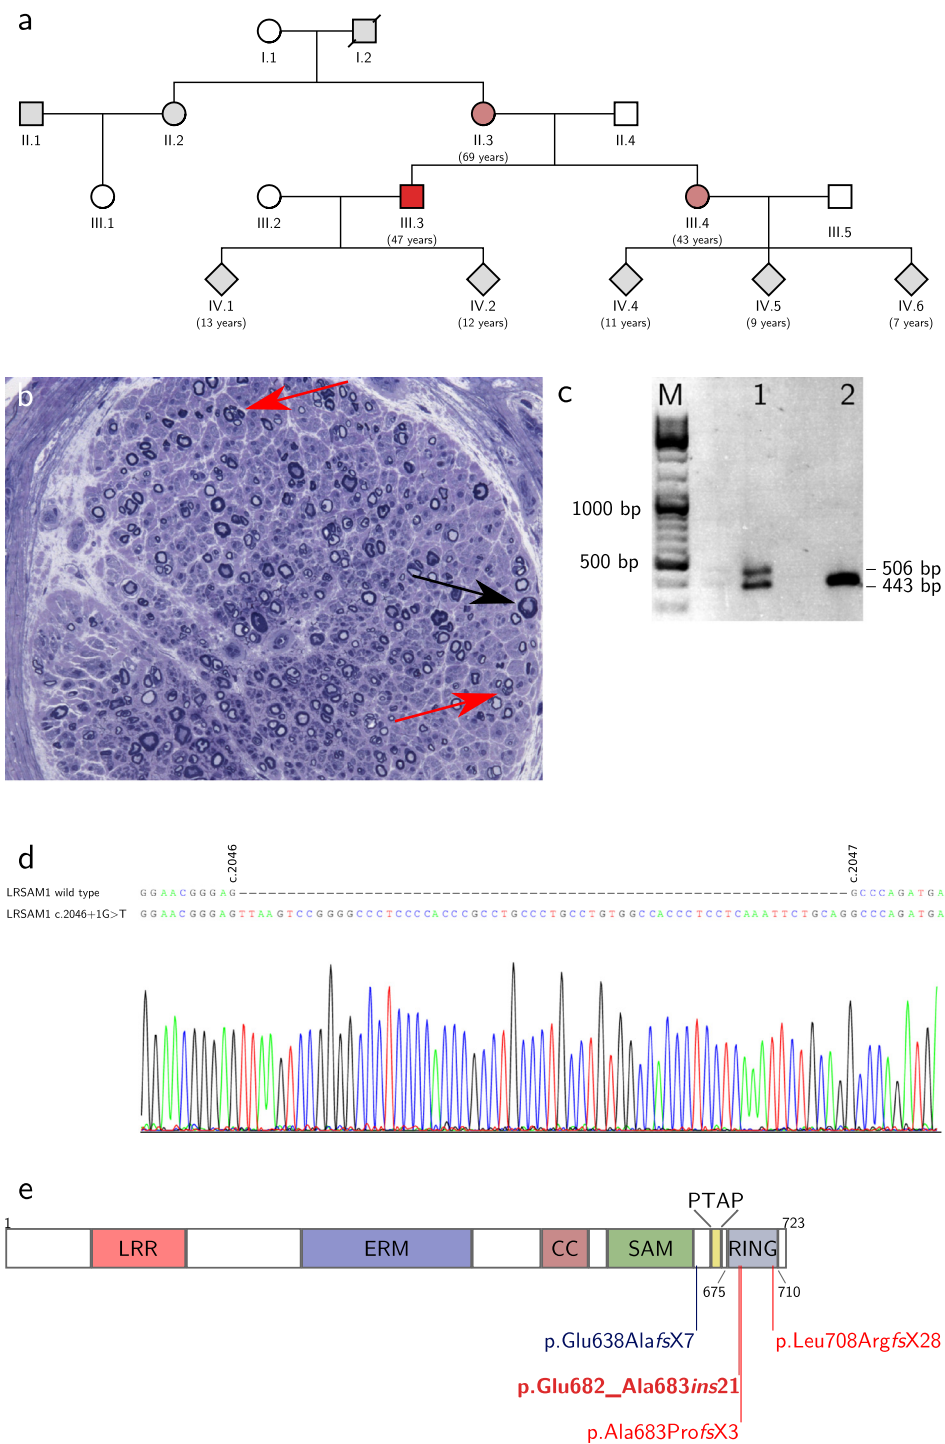 a
I.1 I.2
II.1 II.2 II.3 II.4
(69 years)
III.1 III.2 III.3 III.4 III.5
(47 years) (43 years)
IV.1 IV.2 IV.4 IV.5 IV.6
(13 years) (12 years) (11 years) (9 years) (7 years)
b
c
M 1 2
1000 bp
500 bp
506 bp
443 bp
d
c.2046 c.2047
LRSAM1 wild type GGAACGGGAG---------------------------------------------------------------GCCCAGATGA
LRSAM1 c.2046+1G>T GGAACGGGAGTTAAGTCCGGGGCCCTCCCCACCCGCCTGCCCTGCCTGTGGCCACCCTCCTCAAATTCTGCAGGCCCAGATGA
e
PTAP
1 723
LRR ERM CC SAM RING
675 710
p.Glu638AlafsX7 p.Leu708ArgfsX28
p.Glu682_Ala683ins21
p.Ala683ProfsX3